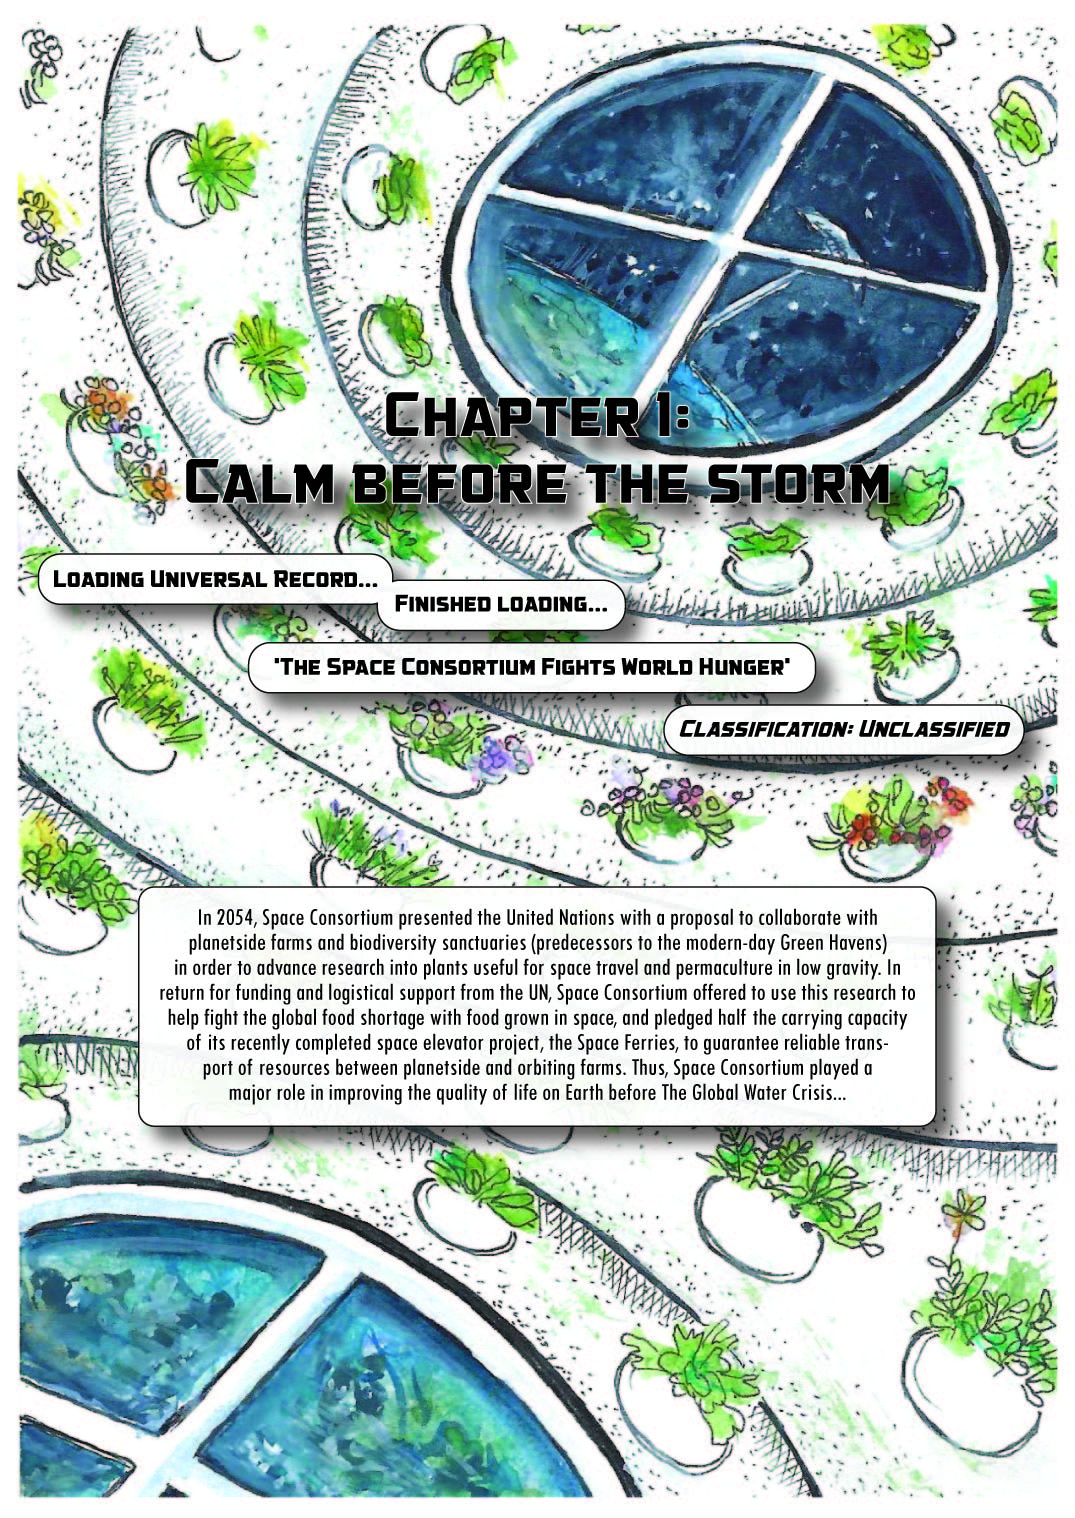 Chapter 1:
Calm before the storm
Loading Universal Record...
Finished loading...
'The Space Consortium Fights World Hunger'
Classification: Unclassified
In 2054, Space Consortium presented the United Nations with a proposal to collaborate with
planetside farms and biodiversity sanctuaries (predecessors to the modern-day Green Havens)
in order to advance research into plants useful for space travel and permaculture in low gravity. In
return for funding and logistical support from the UN, Space Consortium offered to use this research to
help fight the global food shortage with food grown in space, and pledged half the carrying capacity
of its recently completed space elevator project, the Space Ferries, to guarantee reliable trans-
port of resources between planetside and orbiting farms. Thus, Space Consortium played a
major role in improving the quality of life on Earth before The Global Water Crisis...